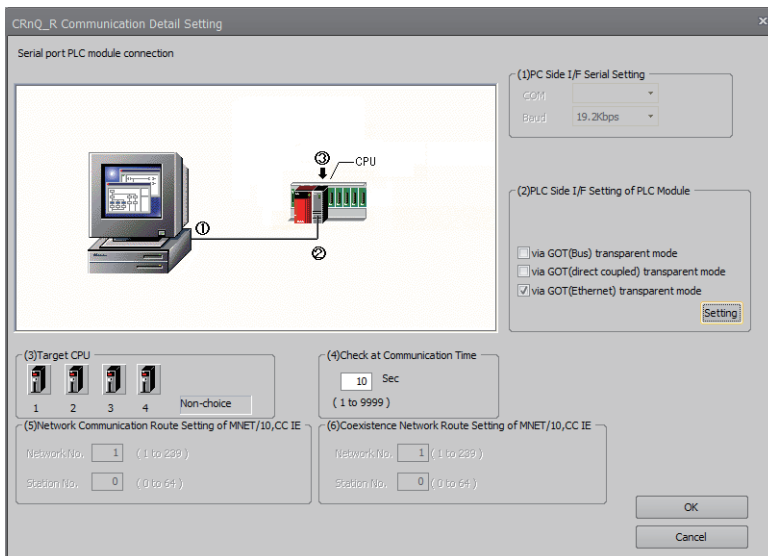 CRnQ_R Communication Detail Setting
Serial port PLC module connection
③
CPU
①
②
(1)PC Side I/F Serial Setting
COM
Baud 19.2Kbps
(2)PLC Side I/F Setting of PLC Module
via GOT(Bus) transparent mode
via GOT(direct coupled) transparent mode
via GOT(Ethernet) transparent mode
Setting
(3)Target CPU
1 2 3 4 Non-choice
(4)Check at Communication Time
10 Sec
( 1 to 9999 )
(5)Network Communication Route Setting of MNET/10,CC IE
Network No. 1 ( 1 to 239 )
Station No. 0 ( 0 to 64 )
(6)Coexistence Network Route Setting of MNET/10,CC IE
Network No. 1 ( 1 to 239 )
Station No. 0 ( 0 to 64 )
OK
Cancel